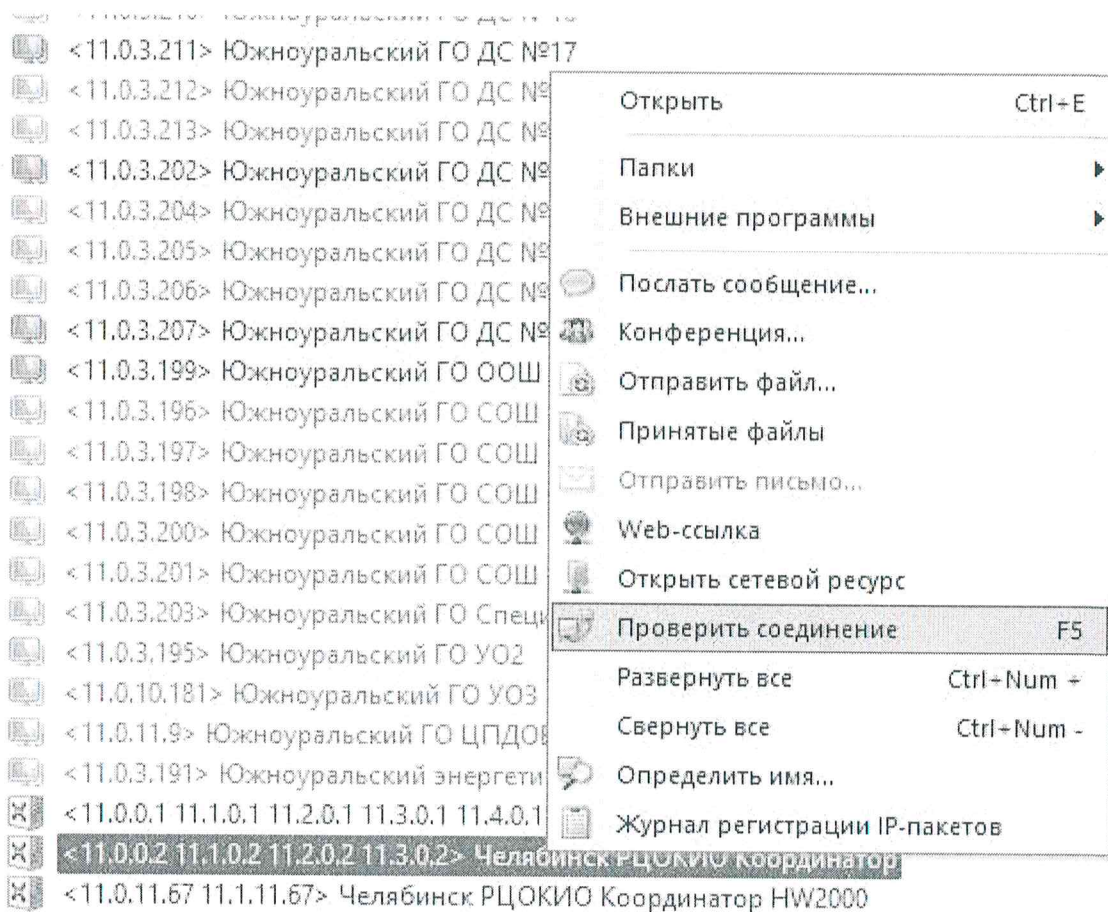 <11.0.3.211> Южноуральский ГО ДС №17
<11.0.3.212> Южноуральский ГО ДС №
<11.0.3.213> Южноуральский ГО ДС №
<11.0.3.202> Южноуральский ГО ДС №
<11.0.3.204> Южноуральский ГО ДС №
<11.0.3.205> Южноуральский ГО ДС №
<11.0.3.206> Южноуральский ГО ДС №
<11.0.3.207> Южноуральский ГО ДС №
<11.0.3.199> Южноуральский ГО ООШ
<11.0.3.196> Южноуральский ГО СОШ
<11.0.3.197> Южноуральский ГО СОШ
<11.0.3.198> Южноуральский ГО СОШ
<11.0.3.200> Южноуральский ГО СОШ
<11.0.3.201> Южноуральский ГО СОШ
<11.0.3.203> Южноуральский ГО Специ
<11.0.3.195> Южноуральский ГО УО2
<11.0.10.181> Южноуральский ГО УО3
<11.0.11.9> Южноуральский ГО ЦПДОВ
<11.0.3.191> Южноуральский энергети
<11.0.0.1 11.1.0.1 11.2.0.1 11.3.0.1 11.4.0.1
<11.0.0.2 11.1.0.2 11.2.0.2 11.3.0.2> Челябинск РЦОКИО Координатор
<11.0.11.67 11.1.11.67> Челябинск РЦОКИО Координатор HW2000
Открыть Ctrl+E
Папки
Внешние программы
Послать сообщение...
Конференция...
Отправить файл...
Принятые файлы
Отправить письмо...
Web-ссылка
Открыть сетевой ресурс
Проверить соединение F5
Развернуть все Ctrl+Num +
Свернуть все Ctrl+Num -
Определить имя...
Журнал регистрации IP-пакетов